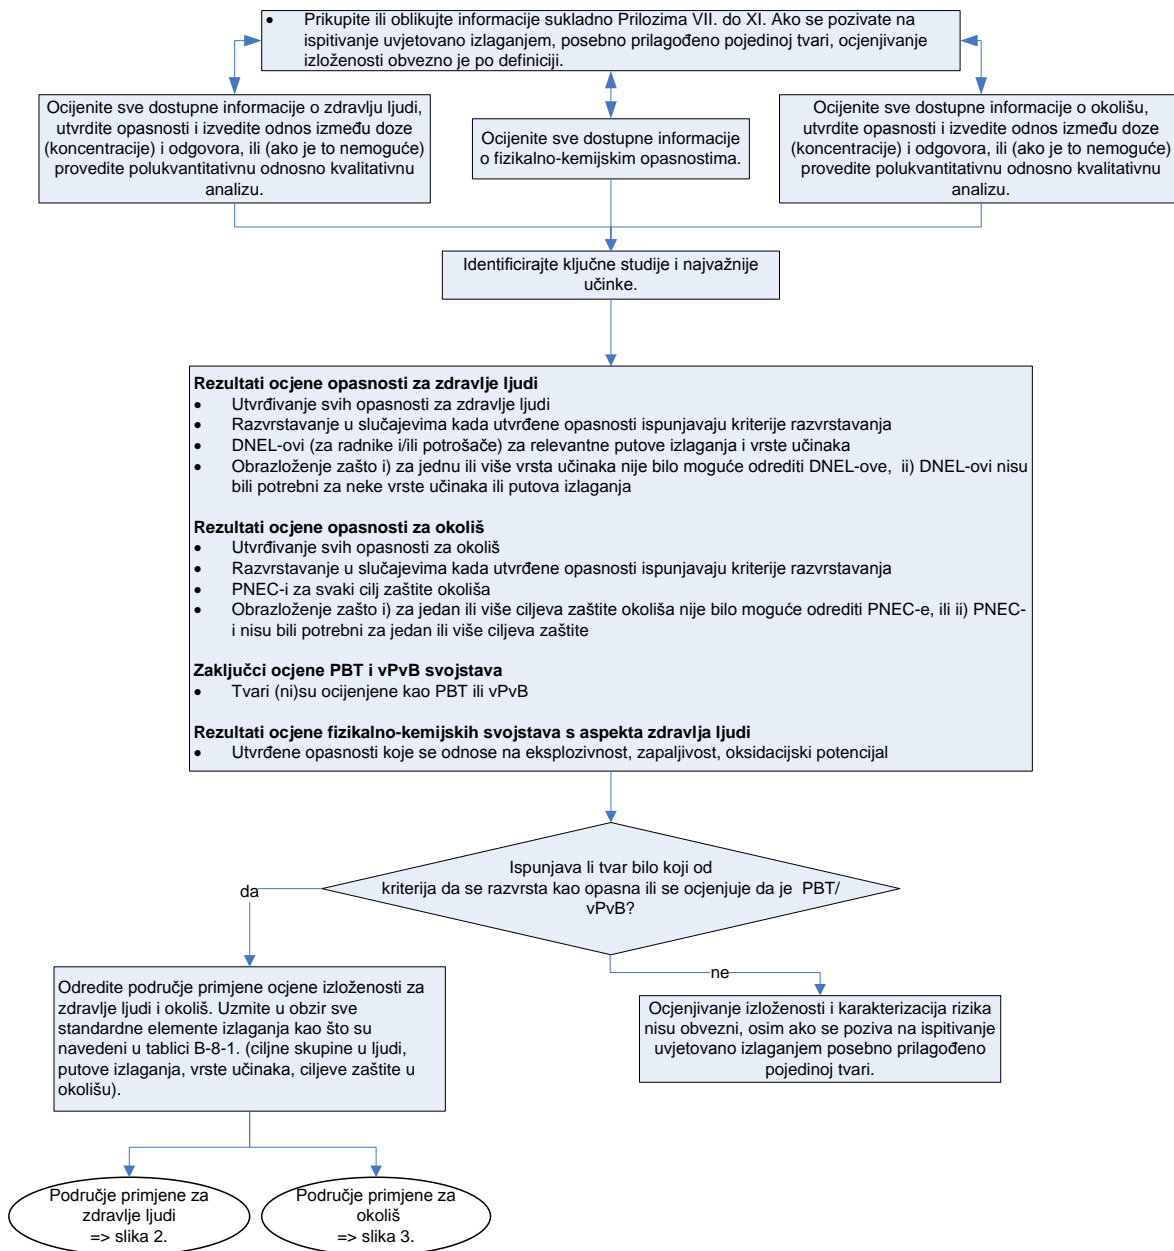 • Prikupite ili oblikujte informacije sukladno Prilozima VII. do XI. Ako se pozivate na
ispitivanje uvjetovano izlaganjem, posebno prilagođeno pojedinoj tvari, ocjenjivanje
izloženosti obvezno je po definiciji.
Ocijenite sve dostupne informacije o zdravlju ljudi,
utvrdite opasnosti i izvedite odnos između doze
(koncentracije) i odgovora, ili (ako je to nemoguće)
provedite polukvantitativnu odnosno kvalitativnu
analizu.
Ocijenite sve dostupne informacije
o fizikalno-kemijskim opasnostima.
Ocijenite sve dostupne informacije o okolišu,
utvrdite opasnosti i izvedite odnos između doze
(koncentracije) i odgovora, ili (ako je to nemoguće)
provedite polukvantitativnu odnosno kvalitativnu
analizu.
Identificirajte ključne studije i najvažnije
učinke.
Rezultati ocjene opasnosti za zdravlje ljudi
• Utvrđivanje svih opasnosti za zdravlje ljudi
• Razvrstavanje u slučajevima kada utvrđene opasnosti ispunjavaju kriterije razvrstavanja
• DNEL-ovi (za radnike i/ili potrošače) za relevantne putove izlaganja i vrste učinaka
• Obrazloženje zašto i) za jednu ili više vrsta učinaka nije bilo moguće odrediti DNEL-ove, ii) DNEL-ovi nisu
bili potrebni za neke vrste učinaka ili putova izlaganja
Rezultati ocjene opasnosti za okoliš
• Utvrđivanje svih opasnosti za okoliš
• Razvrstavanje u slučajevima kada utvrđene opasnosti ispunjavaju kriterije razvrstavanja
• PNEC-i za svaki cilj zaštite okoliša
• Obrazloženje zašto i) za jedan ili više ciljeva zaštite okoliša nije bilo moguće odrediti PNEC-e, ili ii) PNEC-
i nisu bili potrebni za jedan ili više ciljeva zaštite
Zaključci ocjene PBT i vPvB svojstava
• Tvari (ni)su ocijenjene kao PBT ili vPvB
Rezultati ocjene fizikalno-kemijskih svojstava s aspekta zdravlja ljudi
• Utvrđene opasnosti koje se odnose na eksplozivnost, zapaljivost, oksidacijski potencijal
Ispunjava li tvar bilo koji od
kriterija da se razvrsta kao opasna ili se ocjenjuje da je PBT/
vPvB?
da
ne
Odredite područje primjene ocjene izloženosti za
zdravlje ljudi i okoliš. Uzmite u obzir sve
standardne elemente izlaganja kao što su
navedeni u tablici B-8-1. (ciljne skupine u ljudi,
putove izlaganja, vrste učinaka, ciljeve zaštite u
okolišu).
Ocjenjivanje izloženosti i karakterizacija rizika
nisu obvezni, osim ako se poziva na ispitivanje
uvjetovano izlaganjem posebno prilagođeno
pojedinoj tvari.
Područje primjene za
zdravlje ljudi
=> slika 2.
Područje primjene za
okoliš
=> slika 3.